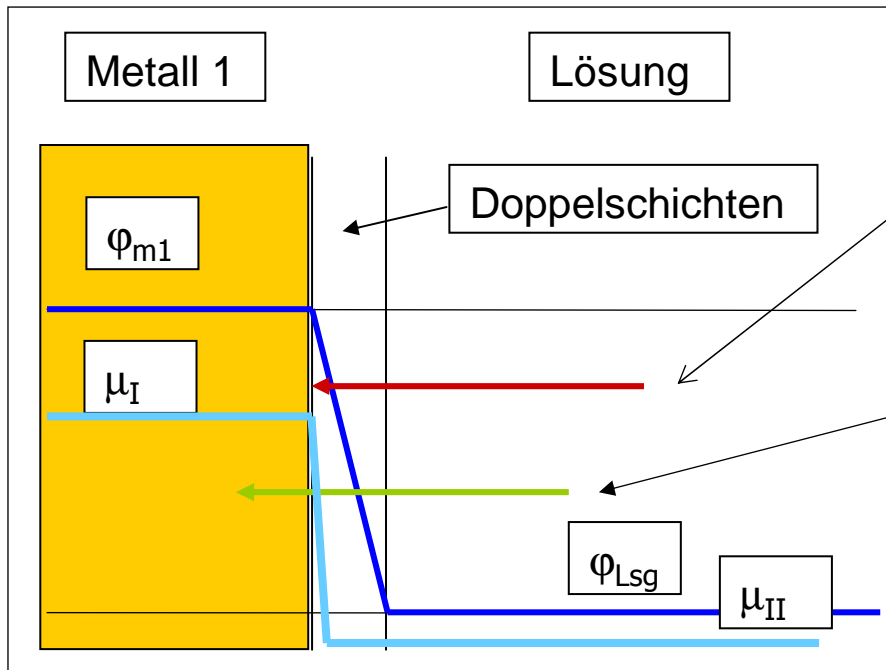 Metall 1
Lösung
Doppelschichten
φm1
μI
φLsg
μII